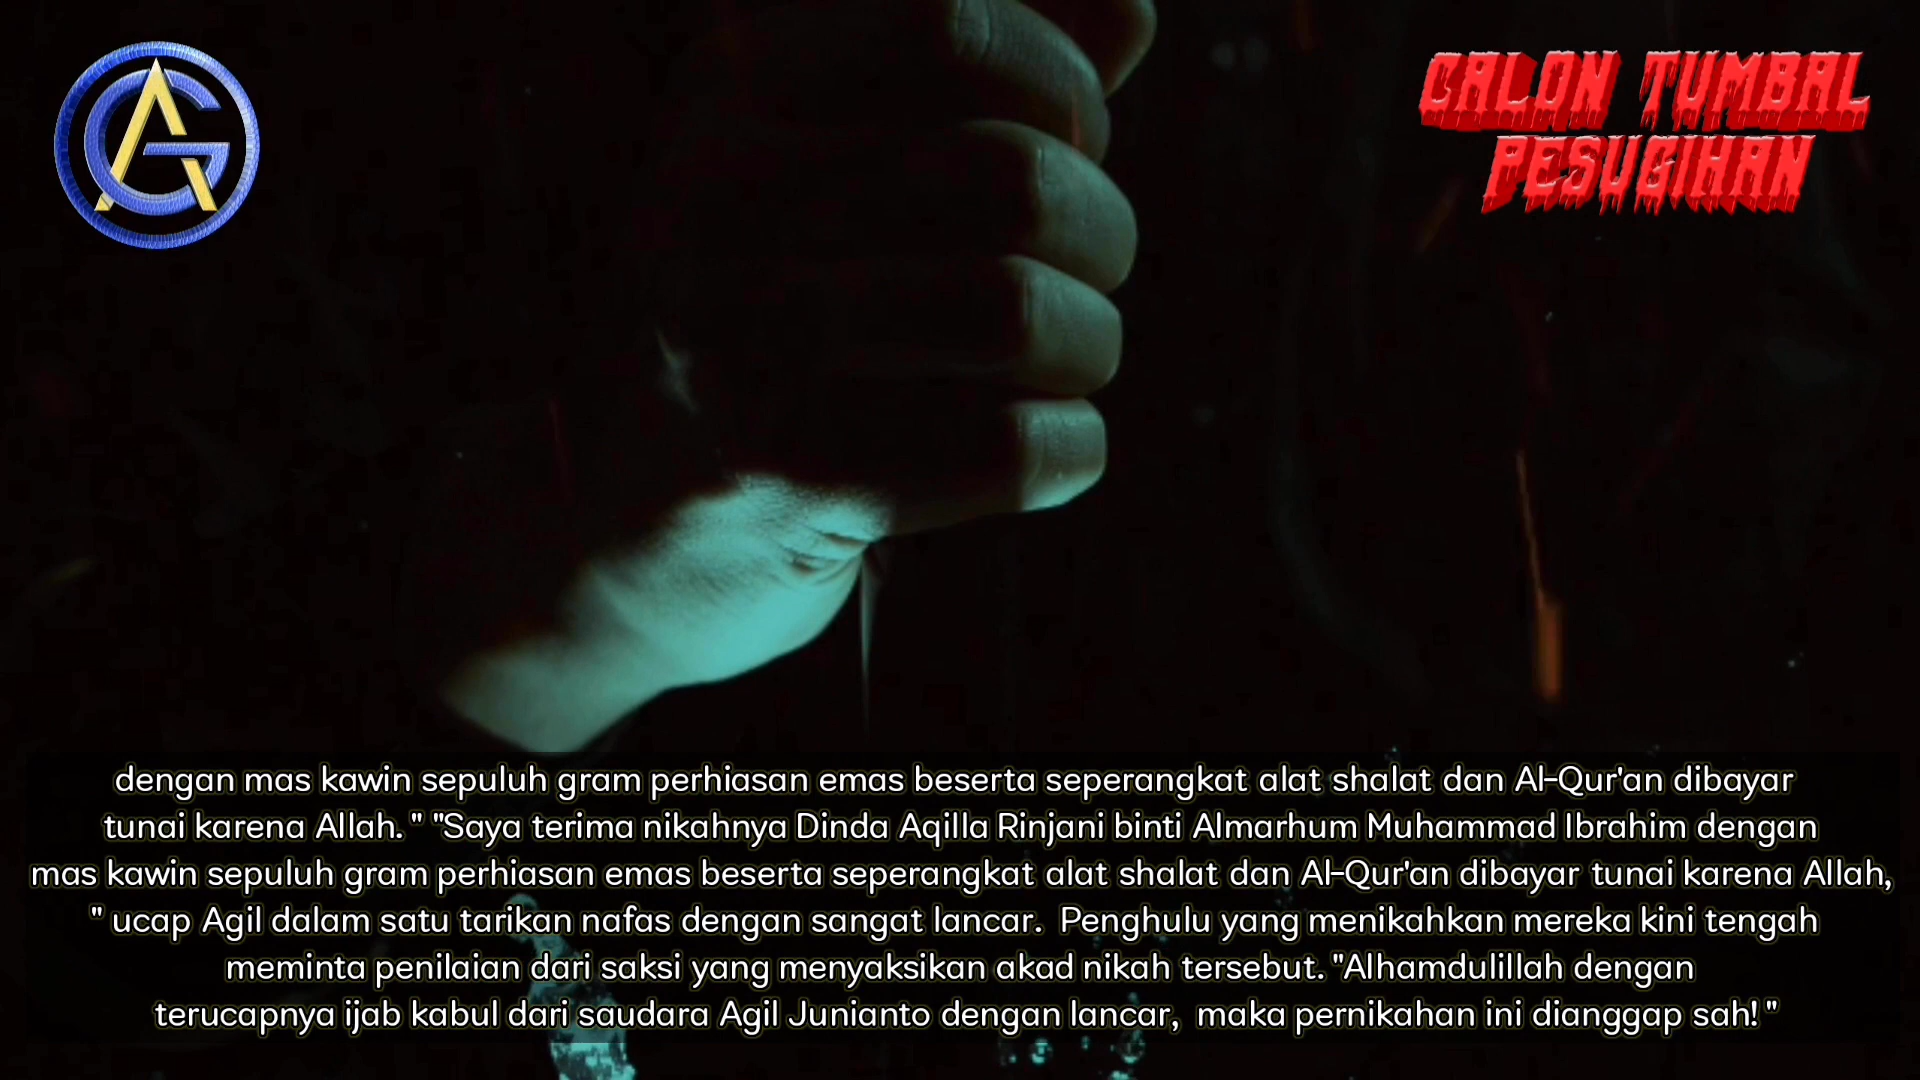 CALON TUMBAL
PESUGIHAN
dengan mas kawin sepuluh gram perhiasan emas beserta seperangkat alat shalat dan Al-Qur'an dibayar
tunai karena Allah. " "Saya terima nikahnya Dinda Aqilla Rinjani binti Almarhum Muhammad Ibrahim dengan
mas kawin sepuluh gram perhiasan emas beserta seperangkat alat shalat dan Al-Qur'an dibayar tunai karena Allah,
" ucap Agil dalam satu tarikan nafas dengan sangat lancar.  Penghulu yang menikahkan mereka kini tengah
meminta penilaian dari saksi yang menyaksikan akad nikah tersebut. "Alhamdulillah dengan
terucapnya ijab kabul dari saudara Agil Junianto dengan lancar,  maka pernikahan ini dianggap sah! "